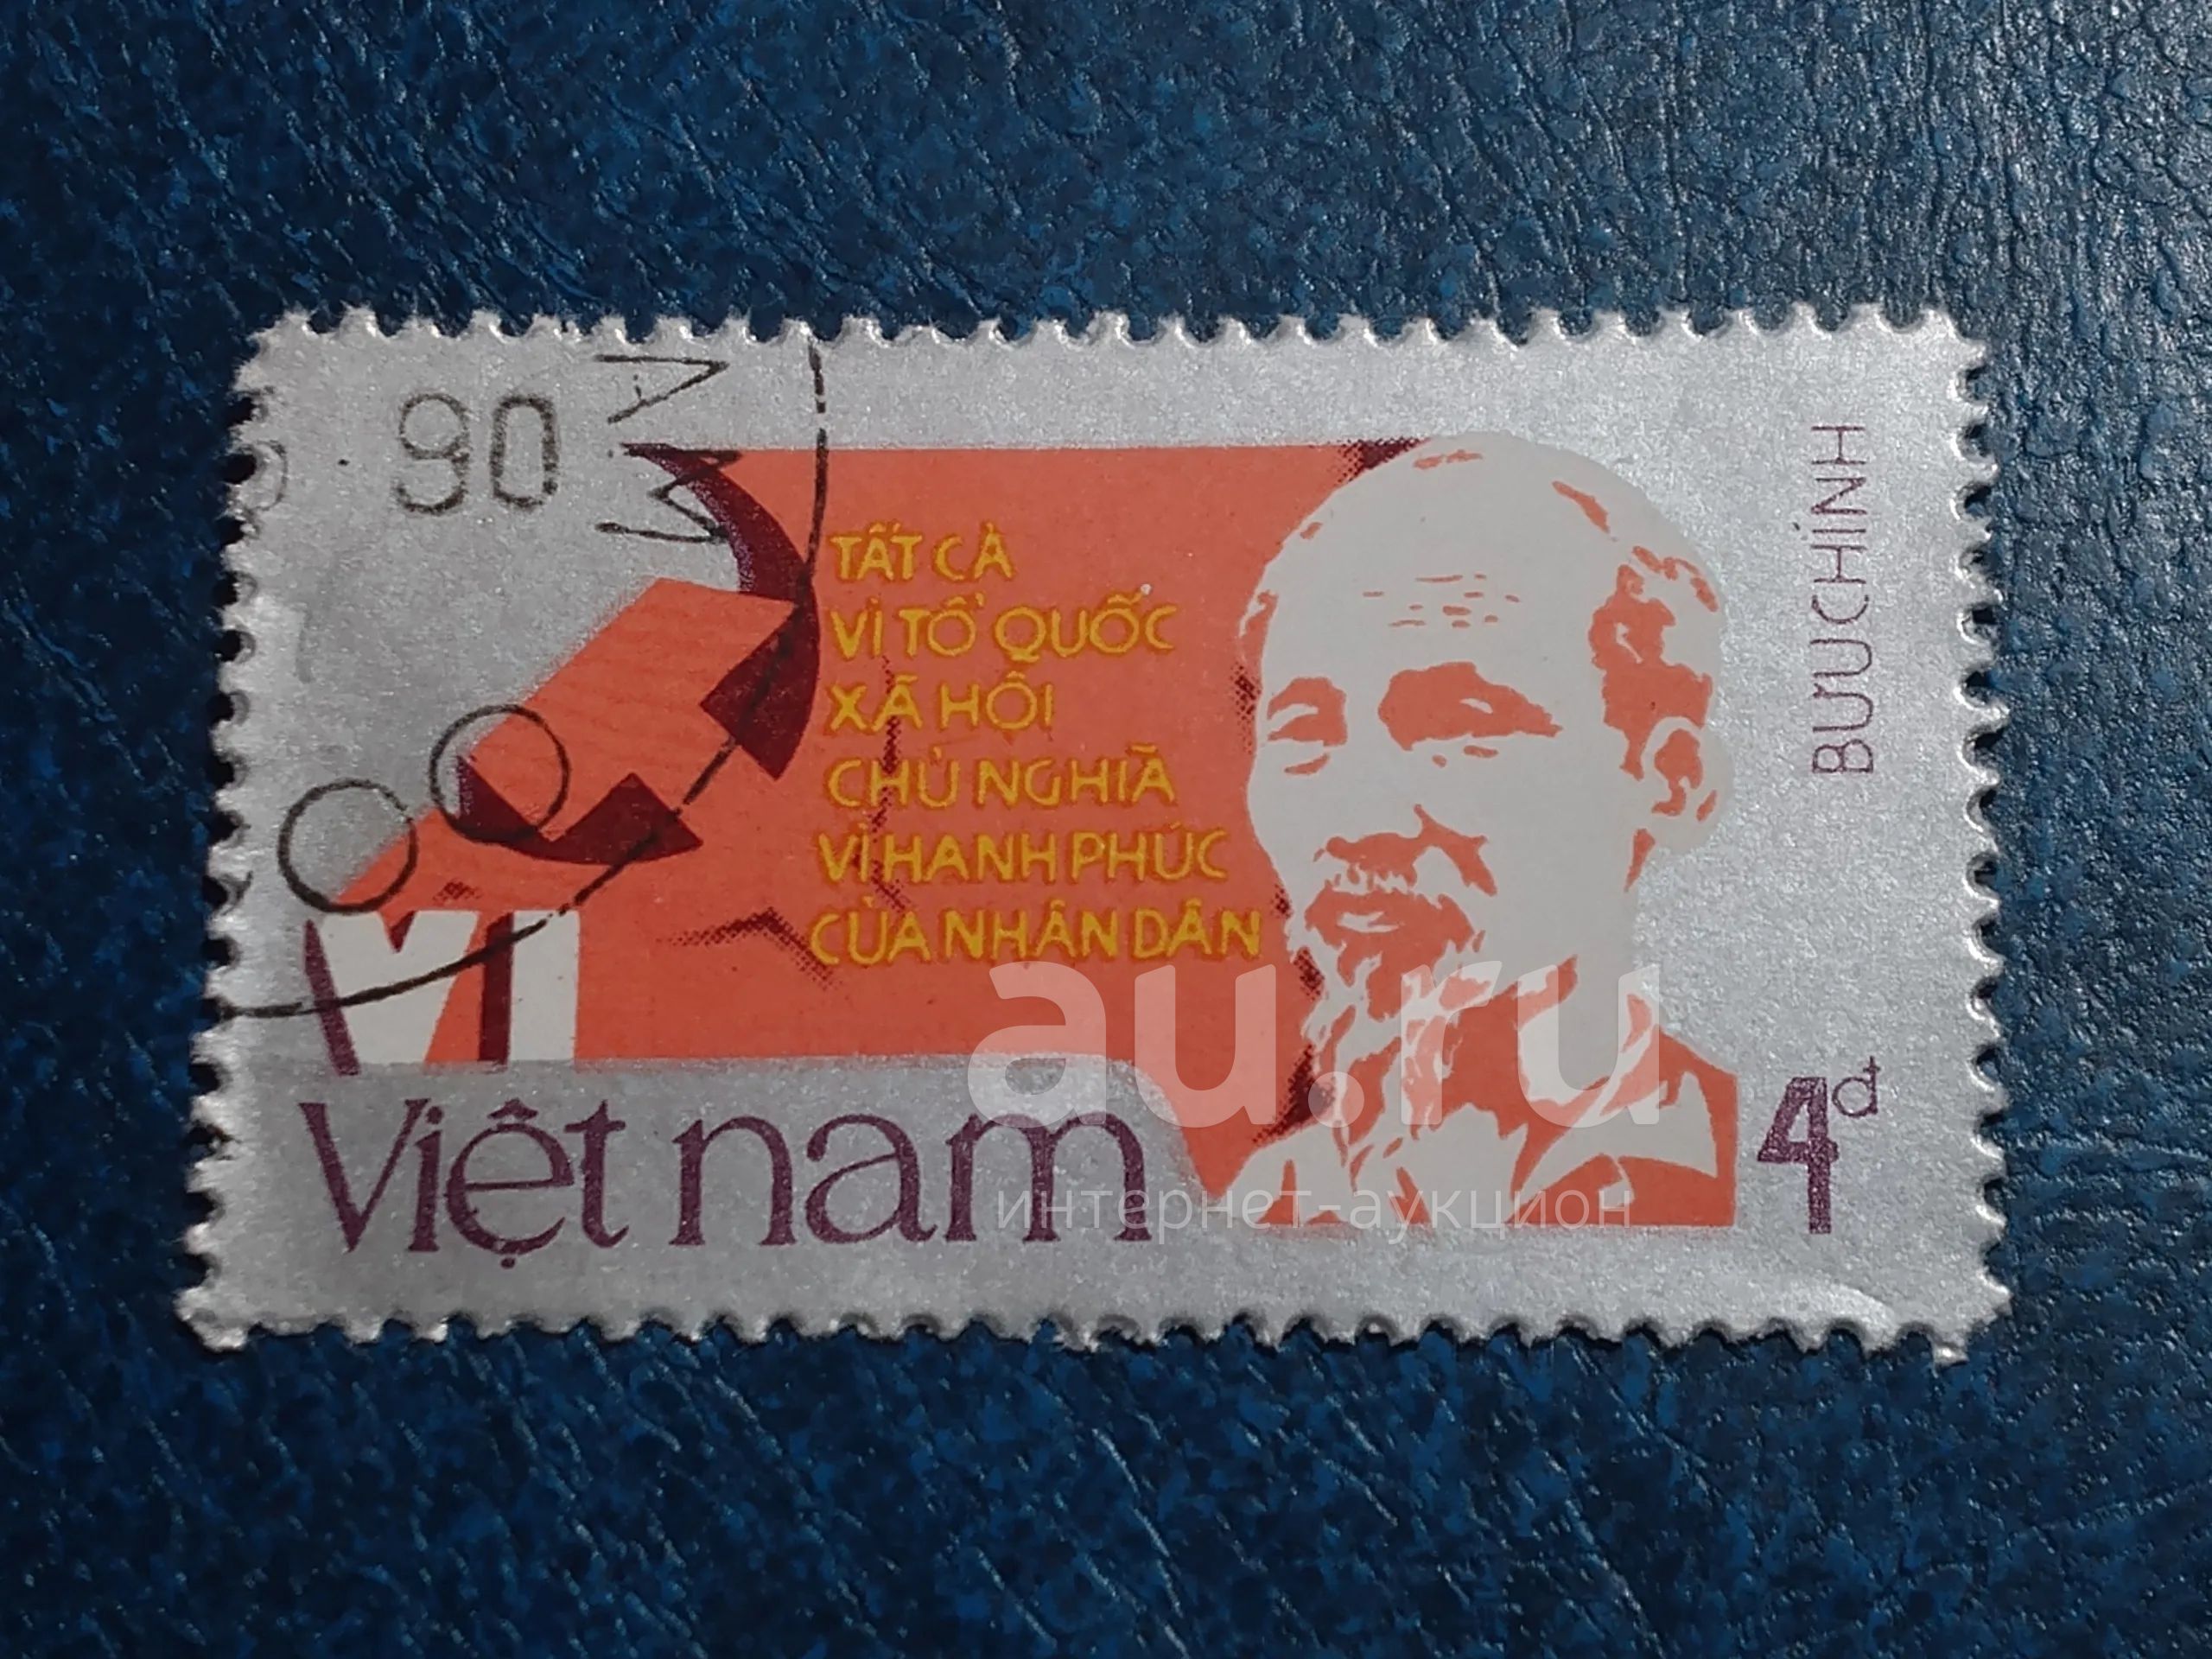 90
NAM
TẤT CẢ
VÌ TỔ QUỐC
XÃ HỘI
CHỦ NGHĨA
VÌ HẠNH PHÚC
CỦA NHÂN DÂN
BƯU CHÍNH
VI
Việt nam
4đ
au.ru
интернет-аукцион